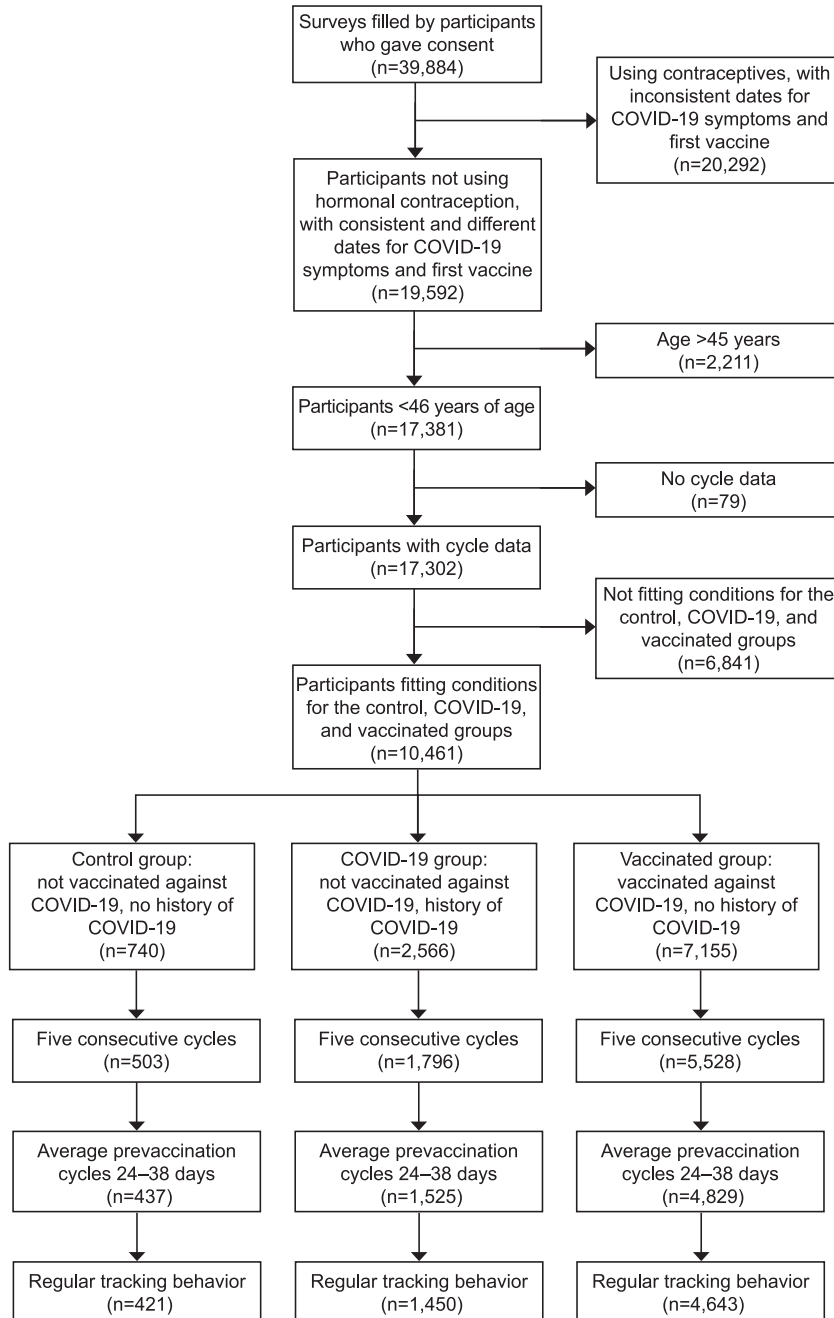 Surveys filled by participants
who gave consent
(n=39,884)
Using contraceptives, with
inconsistent dates for
COVID-19 symptoms and
first vaccine
(n=20,292)
Participants not using
hormonal contraception,
with consistent and different
dates for COVID-19
symptoms and first vaccine
(n=19,592)
Age >45 years
(n=2,211)
Participants <46 years of age
(n=17,381)
No cycle data
(n=79)
Participants with cycle data
(n=17,302)
Not fitting conditions for the
control, COVID-19, and
vaccinated groups
(n=6,841)
Participants fitting conditions
for the control, COVID-19,
and vaccinated groups
(n=10,461)
Control group:
not vaccinated against
COVID-19, no history of
COVID-19
(n=740)
COVID-19 group:
not vaccinated against
COVID-19, history of
COVID-19
(n=2,566)
Vaccinated group:
vaccinated against
COVID-19, no history of
COVID-19
(n=7,155)
Five consecutive cycles
(n=503)
Five consecutive cycles
(n=1,796)
Five consecutive cycles
(n=5,528)
Average prevaccination
cycles 24–38 days
(n=437)
Average prevaccination
cycles 24–38 days
(n=1,525)
Average prevaccination
cycles 24–38 days
(n=4,829)
Regular tracking behavior
(n=421)
Regular tracking behavior
(n=1,450)
Regular tracking behavior
(n=4,643)